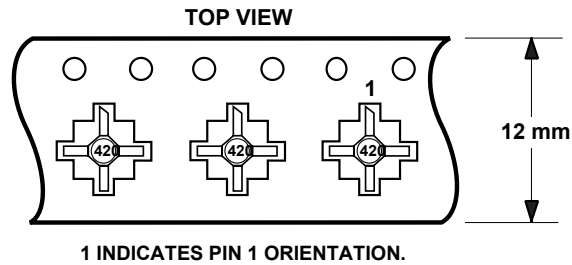 TOP VIEW
1
12 mm
420 420 420
1 INDICATES PIN 1 ORIENTATION.